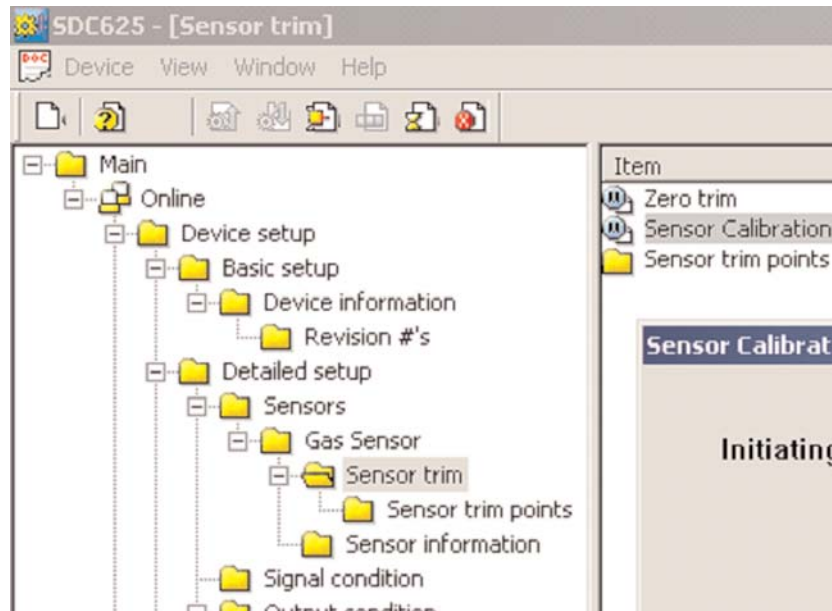 SDC625 - [Sensor trim]
Device View Window Help
Main
Online
Device setup
Basic setup
Device information
Revision #'s
Detailed setup
Sensors
Gas Sensor
Sensor trim
Sensor trim points
Sensor information
Signal condition
Output condition
Item
Zero trim
Sensor Calibration
Sensor trim points
Sensor Calibrat
Initiating